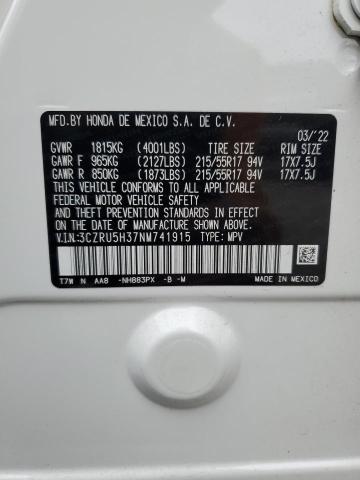 MFD.BY HONDA DE MEXICO S.A. DE C.V.
03/'22
GVWR 1815KG (4001LBS) TIRE SIZE RIM SIZE
GAWR F 965KG (2127LBS) 215/55R17 94V 17X7.5J
GAWR R 850KG (1873LBS) 215/55R17 94V 17X7.5J
THIS VEHICLE CONFORMS TO ALL APPLICABLE
FEDERAL MOTOR VEHICLE SAFETY AND THEFT
PREVENTION STANDARDS IN EFFECT ON THE DATE OF
MANUFACTURE SHOWN ABOVE.
V.I.N:3CZRU5H37NM741915 TYPE: MPV
T7W N AA8 -NH883PX -B -M
MADE IN MEXICO